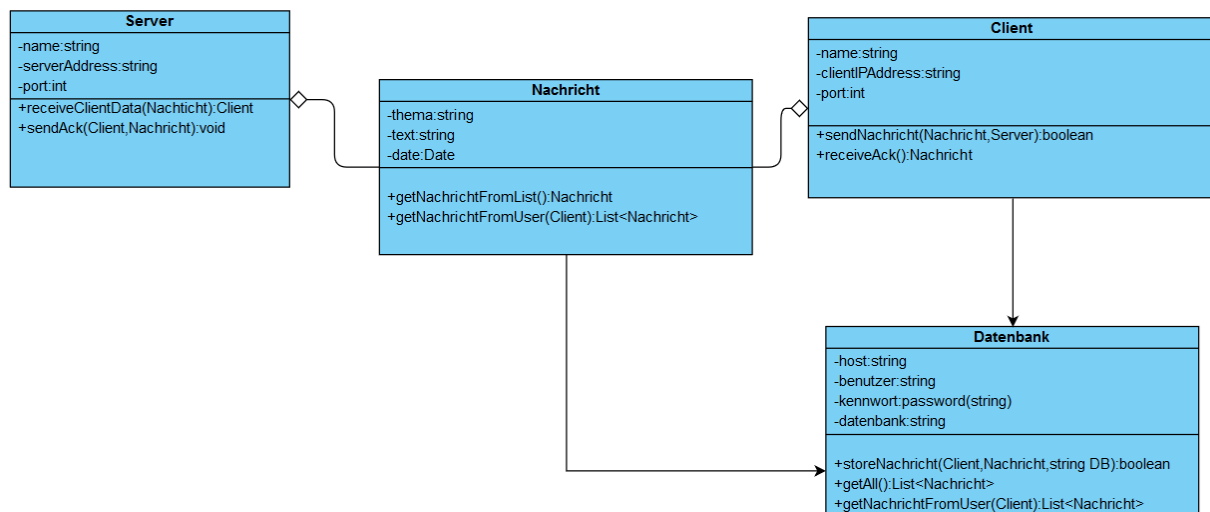 Server
-name:string
-serverAddress:string
-port:int
+receiveClientData(Nachticht):Client
+sendAck(Client,Nachricht):void
Nachricht
-thema:string
-text:string
-date:Date
+getNachrichtFromList():Nachricht
+getNachrichtFromUser(Client):List<Nachricht>
Client
-name:string
-clientIPAddress:string
-port:int
+sendNachricht(Nachricht,Server):boolean
+receiveAck():Nachricht
Datenbank
-host:string
-benutzer:string
-kennwort:password(string)
-datenbank:string
+storeNachricht(Client,Nachricht,string DB):boolean
+getAll():List<Nachricht>
+getNachrichtFromUser(Client):List<Nachricht>